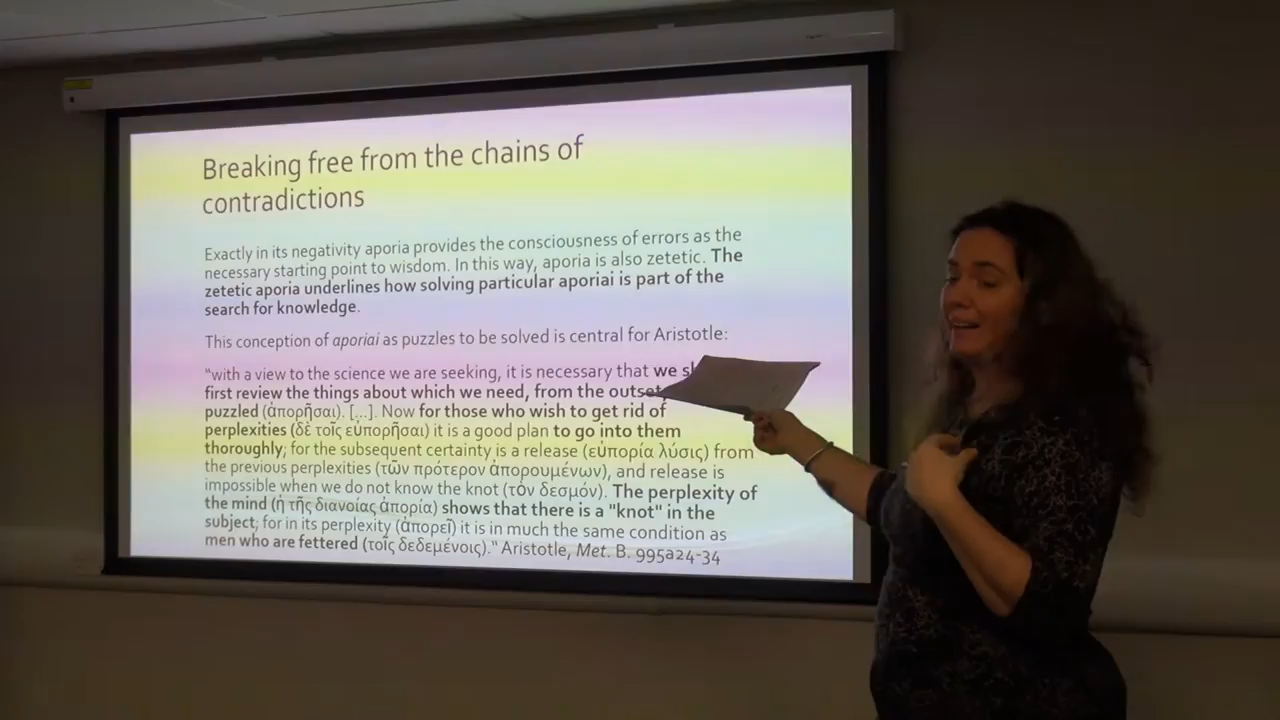 Breaking free from the chains of
contradictions
Exactly in its negativity aporia provides the consciousness of errors as the
necessary starting point to wisdom. In this way, aporia is also zetetic. The
zetetic aporia underlines how solving particular aporiai is part of the
search for knowledge.
This conception of aporiai as puzzles to be solved is central for Aristotle:
"with a view to the science we are seeking, it is necessary that we
first review the things about which we need, from the outset,
puzzled (ἀπορῆσαι). [...]. Now for those who wish to get rid of
perplexities (δὲ τοῖς εὐπορῆσαι) it is a good plan to go into them
thoroughly; for the subsequent certainty is a release (εὐπορία λύσις) from
the previous perplexities (τῶν πρότερον ἀπορουμένων), and release is
impossible when we do not know the knot (τὸν δεσμόν). The perplexity of
the mind (ἡ τῆς διανοίας ἀπορία) shows that there is a "knot" in the
subject; for in its perplexity (ἀπορεῖ) it is in much the same condition as
men who are fettered (τοῖς δεδεμένοις)." Aristotle, Met. B. 995a24-34